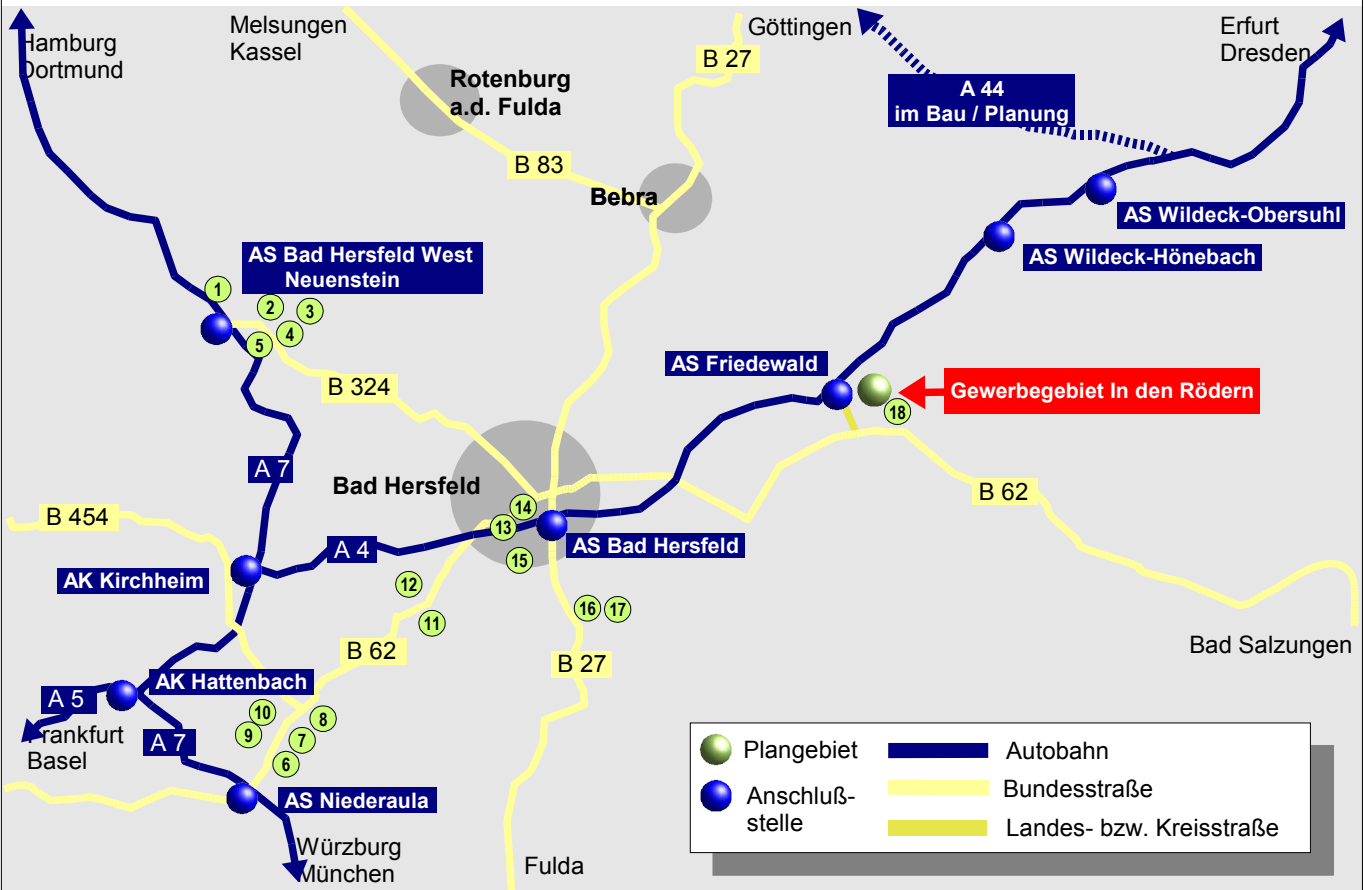 Hamburg
Dortmund
Melsungen
Kassel
Göttingen
Erfurt
Dresden
B 27
Rotenburg
a.d. Fulda
A 44
im Bau / Planung
B 83
Bebra
AS Wildeck-Obersuhl
AS Bad Hersfeld West
Neuenstein
AS Wildeck-Hönebach
1
2
3
4
5
AS Friedewald
B 324
Gewerbegebiet In den Rödern
18
A 7
Bad Hersfeld
B 62
14
B 454
13
A 4
AS Bad Hersfeld
15
AK Kirchheim
12
16
17
11
B 62
Bad Salzungen
B 27
AK Hattenbach
A 5
10
8
Frankfurt
Basel
9
A 7
7
6
AS Niederaula
Würzburg
München
Fulda
Plangebiet
Autobahn
Anschluß-
stelle
Bundesstraße
Landes- bzw. Kreisstraße